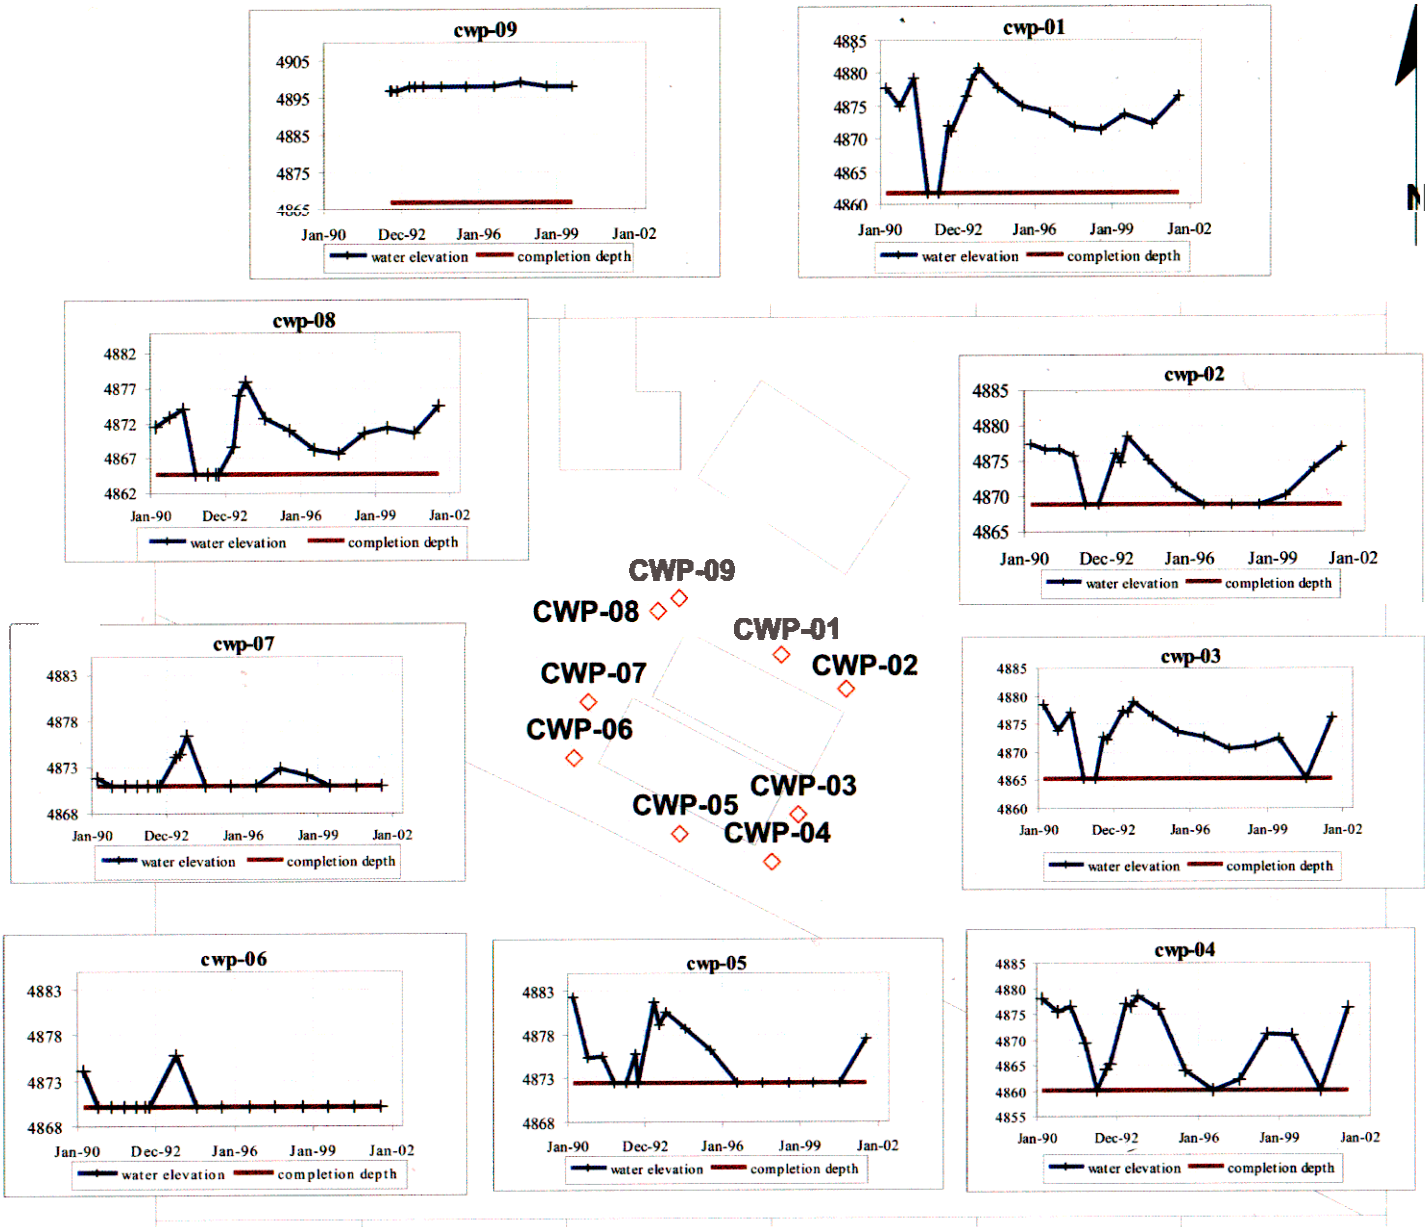 cwp-09
4905
4895
4885
4875
4865
Jan-90 Dec-92 Jan-96 Jan-99 Jan-02
water elevation completion depth
cwp-01
4885
4880
4875
4870
4865
4860
Jan-90 Dec-92 Jan-96 Jan-99 Jan-02
water elevation completion depth
N
cwp-08
4882
4877
4872
4867
4862
Jan-90 Dec-92 Jan-96 Jan-99 Jan-02
water elevation completion depth
cwp-02
4885
4880
4875
4870
4865
Jan-90 Dec-92 Jan-96 Jan-99 Jan-02
water elevation completion depth
CWP-09
CWP-08
CWP-01
CWP-02
CWP-07
CWP-06
CWP-03
CWP-05
CWP-04
cwp-07
4883
4878
4873
4868
Jan-90 Dec-92 Jan-96 Jan-99 Jan-02
water elevation completion depth
cwp-03
4885
4880
4875
4870
4865
4860
Jan-90 Dec-92 Jan-96 Jan-99 Jan-02
water elevation completion depth
cwp-06
4883
4878
4873
4868
Jan-90 Dec-92 Jan-96 Jan-99 Jan-02
water elevation completion depth
cwp-05
4883
4878
4873
4868
Jan-90 Dec-92 Jan-96 Jan-99 Jan-02
water elevation completion depth
cwp-04
4885
4880
4875
4870
4865
4860
4855
Jan-90 Dec-92 Jan-96 Jan-99 Jan-02
water elevation completion depth